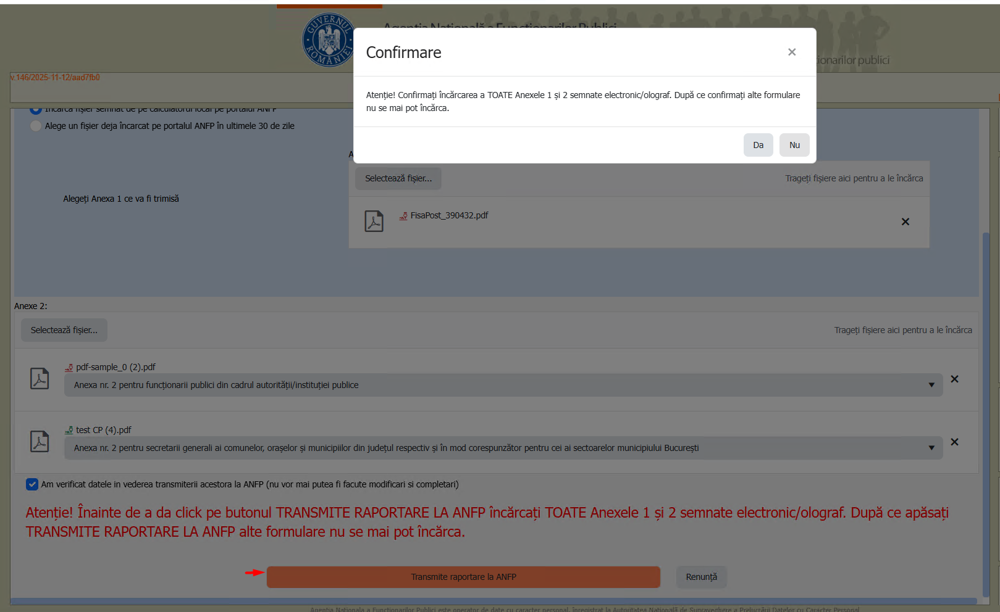 GUVERNUL ROMÂNIEI
Agenția Națională a Funcționarilor Publici
ionarilor publici
v.146/2025-11-12/aad7fb0
Confirmare
×
Atenție! Confirmați încărcarea a TOATE Anexele 1 și 2 semnate electronic/olograf. După ce confirmați alte formulare
nu se mai pot încărca.
Da
Nu
Încarcă fișier semnat de pe calculatorul local pe portalul ANFP
Alege un fișier deja încarcat pe portalul ANFP în ultimele 30 de zile
A
Selectează fișier...
Trageți fișiere aici pentru a le încărca
Alegeți Anexa 1 ce va fi trimisă
FisaPost_390432.pdf
Anexe 2:
Selectează fișier...
Trageți fișiere aici pentru a le încărca
pdf-sample_0 (2).pdf
Anexa nr. 2 pentru funcționarii publici din cadrul autorității/instituției publice
test CP (4).pdf
Anexa nr. 2 pentru secretarii generali ai comunelor, orașelor și municipiilor din județul respectiv și în mod corespunzător pentru cei ai sectoarelor municipiului București
Am verificat datele in vederea transmiterii acestora la ANFP (nu vor mai putea fi facute modificari si completari)
Atenție! Înainte de a da click pe butonul TRANSMITE RAPORTARE LA ANFP încărcați TOATE Anexele 1 și 2 semnate electronic/olograf. După ce apăsați
TRANSMITE RAPORTARE LA ANFP alte formulare nu se mai pot încărca.
Transmite raportare la ANFP
Renunță
Agenția Nationala a Funcționarilor Publici este operator de date cu caracter personal, înregistrat la Autoritatea Națională de Supraveghere a Prelucrării Datelor cu Caracter Personal